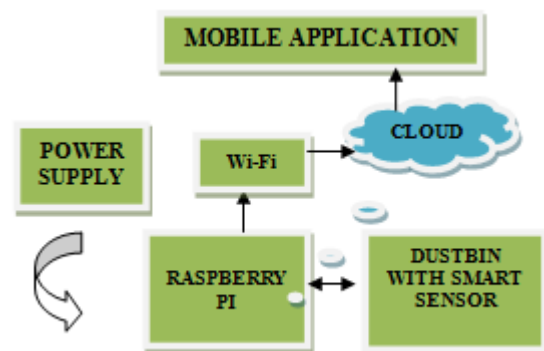 MOBILE APPLICATION
CLOUD
POWER
SUPPLY
Wi-Fi
RASPBERRY
PI
DUSTBIN
WITH SMART
SENSOR